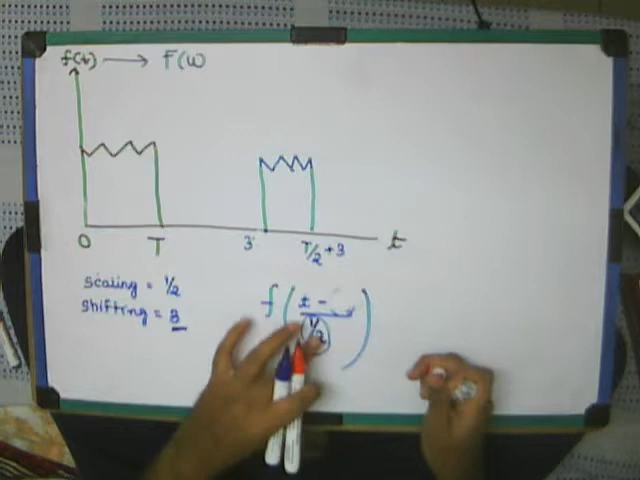 f(t) → F(w
0 T 3 T/2 + 3 t
Scaling = 1/2
Shifting = 3
f ( t - / 1/2 )